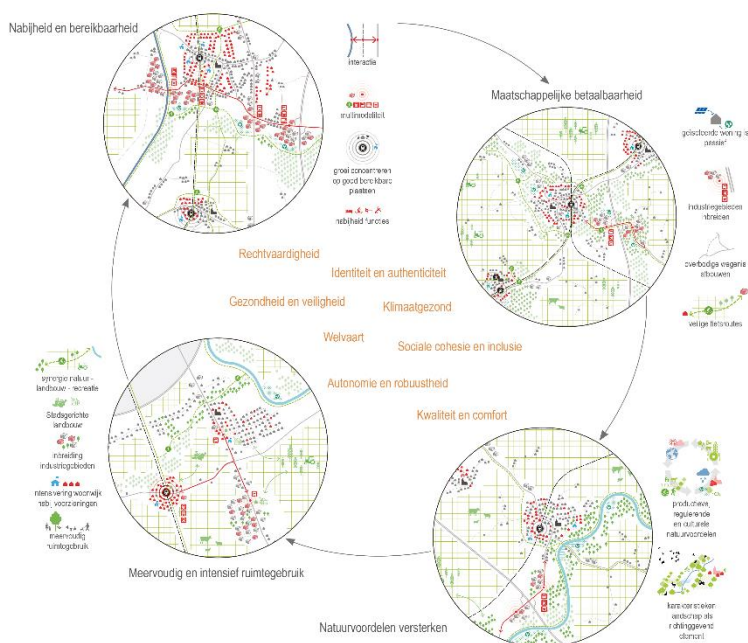 Nabijheid en bereikbaarheid
interactie
multimodaliteit
groei concentreren
op goed bereikbare
plaatsen
nabijheid functies
Maatschappelijke betaalbaarheid
geïsoleerde woning is
passief
industriegebieden
inbreiden
overbodige wegenis
afbouwen
veilige fietsroutes
Rechtvaardigheid
Identiteit en authenticiteit
Gezondheid en veiligheid
Klimaatgezond
Welvaart
Sociale cohesie en inclusie
Autonomie en robuustheid
Kwaliteit en comfort
synergie natuur -
landbouw - recreatie
Stadsgerichte
landbouw
inbreiding
industriegebieden
intensivering woonwijk
nabij voorzieningen
meervoudig
ruimtegebruik
Meervoudig en intensief ruimtegebruik
productieve,
regulerende
en culturele
natuurvoordelen
karakteristieken
landschap als
richtinggevend
element
Natuurvoordelen versterken